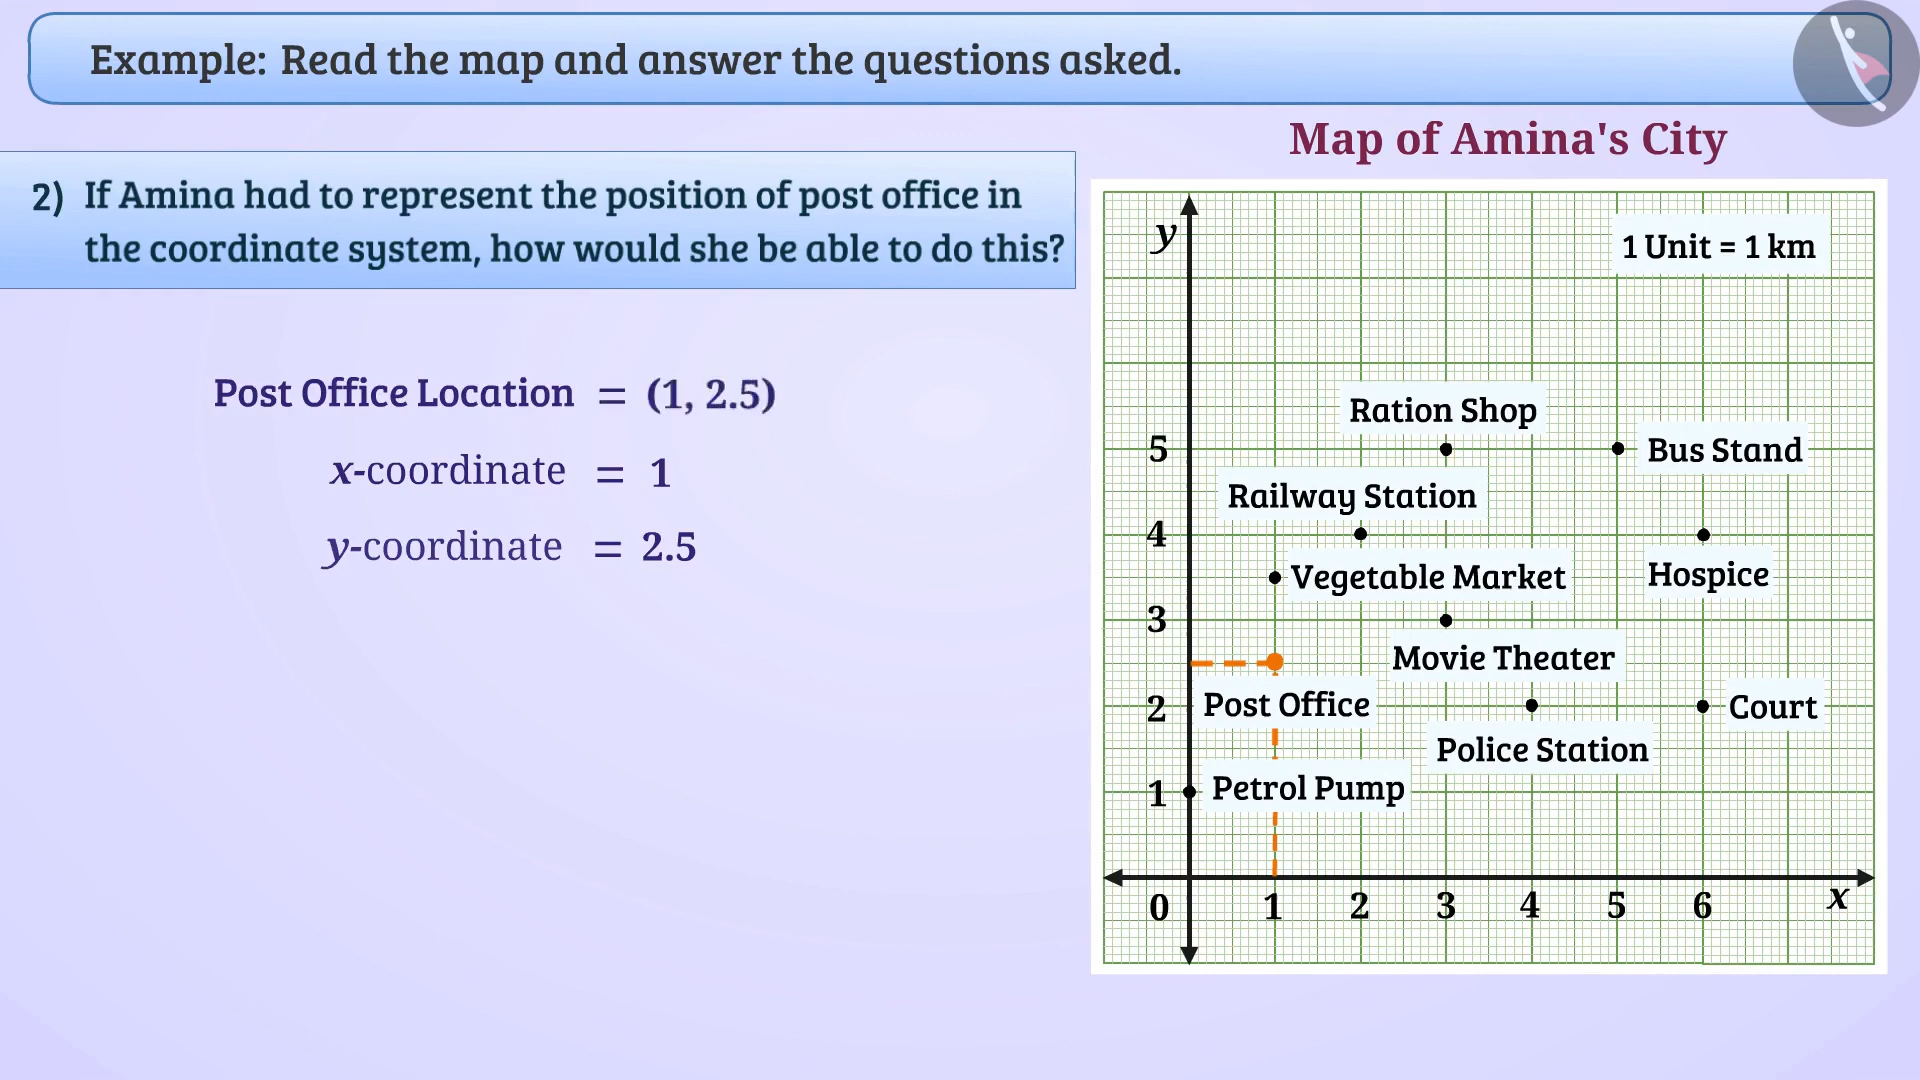 Example: Read the map and answer the questions asked.
Map of Amina's City
2) If Amina had to represent the position of post office in
the coordinate system, how would she be able to do this?
Post Office Location = (1, 2.5)
x-coordinate = 1
y-coordinate = 2.5
y
1 Unit = 1 km
Ration Shop
5
Bus Stand
Railway Station
4
Vegetable Market
Hospice
3
Movie Theater
Post Office
2
Court
Police Station
1
Petrol Pump
0 1 2 3 4 5 6 x